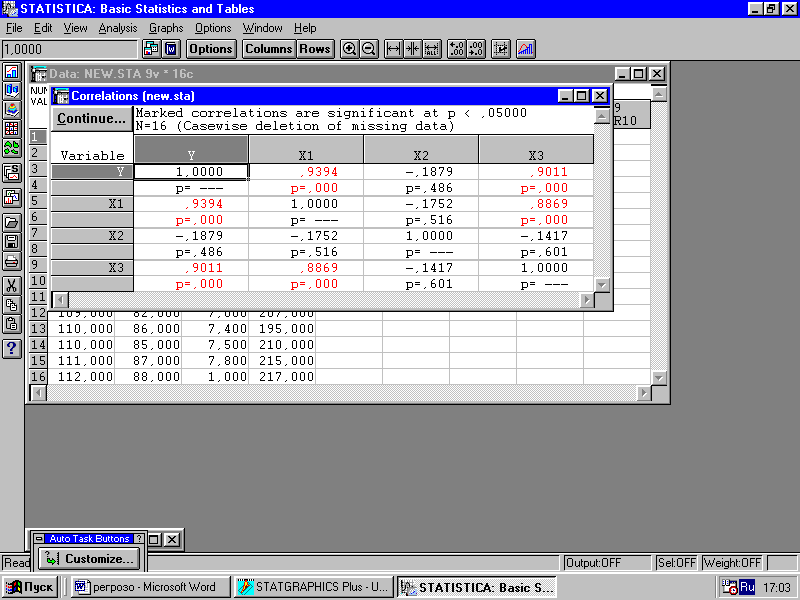 STATISTICA: Basic Statistics and Tables
File Edit View Analysis Graphs Options Window Help
1,0000 Options Columns Rows
Data: NEW.STA 9v * 16c
NUM
VAL
Correlations (new.sta)
Continue...
Marked correlations are significant at p < ,05000
N=16 (Casewise deletion of missing data)
9
R10
Variable Y X1 X2 X3
Y 1,0000 ,9394 -,1879 ,9011
p= --- p=,000 p=,486 p=,000
X1 ,9394 1,0000 -,1752 ,8869
p=,000 p= --- p=,516 p=,000
X2 -,1879 -,1752 1,0000 -,1417
p=,486 p=,516 p= --- p=,601
X3 ,9011 ,8869 -,1417 1,0000
p=,000 p=,000 p=,601 p= ---
1
2
3
4
5
6
7
8
9
10
11
12 109,000 82,000 7,000 207,000
13 110,000 86,000 7,400 195,000
14 110,000 85,000 7,500 210,000
15 111,000 87,000 7,800 215,000
16 112,000 88,000 1,000 217,000
Auto Task Buttons ?
Customize...
Read
Output:OFF Sel:OFF Weight:OFF
Пуск регрозо - Microsoft Word STATGRAPHICS Plus - U... STATISTICA: Basic S... Ru 17:03